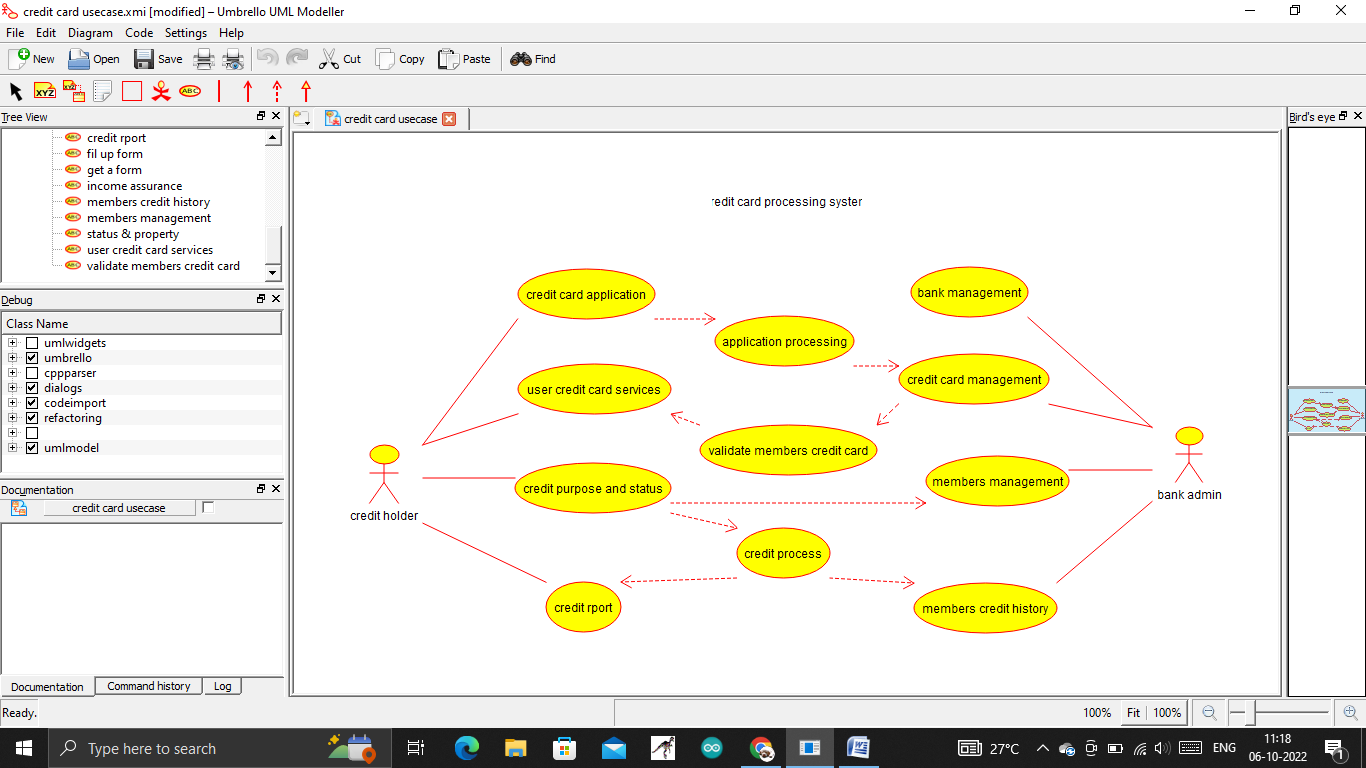 credit card usecase.xmi [modified] – Umbrello UML Modeller
File Edit Diagram Code Settings Help
New Open Save Cut Copy Paste Find
XYZ XYZ ABC
Tree View
credit rport
fil up form
get a form
income assurance
members credit history
members management
status & property
user credit card services
validate members credit card
Debug
Class Name
umlwidgets
umbrello
cppparser
dialogs
codeimport
refactoring
umlmodel
Documentation
credit card usecase
Documentation Command history Log
Ready.
credit card usecase
redit card processing syster
credit card application
bank management
application processing
credit card management
user credit card services
validate members credit card
credit purpose and status
members management
credit holder
bank admin
credit process
credit rport
members credit history
Bird's eye
100% Fit 100%
Type here to search
27°C
ENG
11:18
06-10-2022
1